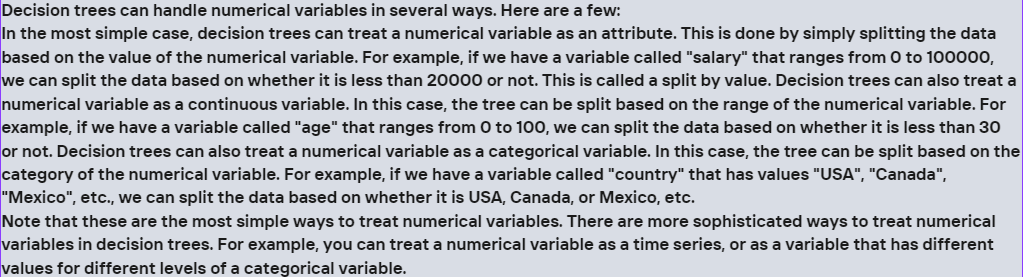 Decision trees can handle numerical variables in several ways. Here are a few:
In the most simple case, decision trees can treat a numerical variable as an attribute. This is done by simply splitting the data
based on the value of the numerical variable. For example, if we have a variable called "salary" that ranges from 0 to 100000,
we can split the data based on whether it is less than 20000 or not. This is called a split by value. Decision trees can also treat a
numerical variable as a continuous variable. In this case, the tree can be split based on the range of the numerical variable. For
example, if we have a variable called "age" that ranges from 0 to 100, we can split the data based on whether it is less than 30
or not. Decision trees can also treat a numerical variable as a categorical variable. In this case, the tree can be split based on the
category of the numerical variable. For example, if we have a variable called "country" that has values "USA", "Canada",
"Mexico", etc., we can split the data based on whether it is USA, Canada, or Mexico, etc.
Note that these are the most simple ways to treat numerical variables. There are more sophisticated ways to treat numerical
variables in decision trees. For example, you can treat a numerical variable as a time series, or as a variable that has different
values for different levels of a categorical variable.